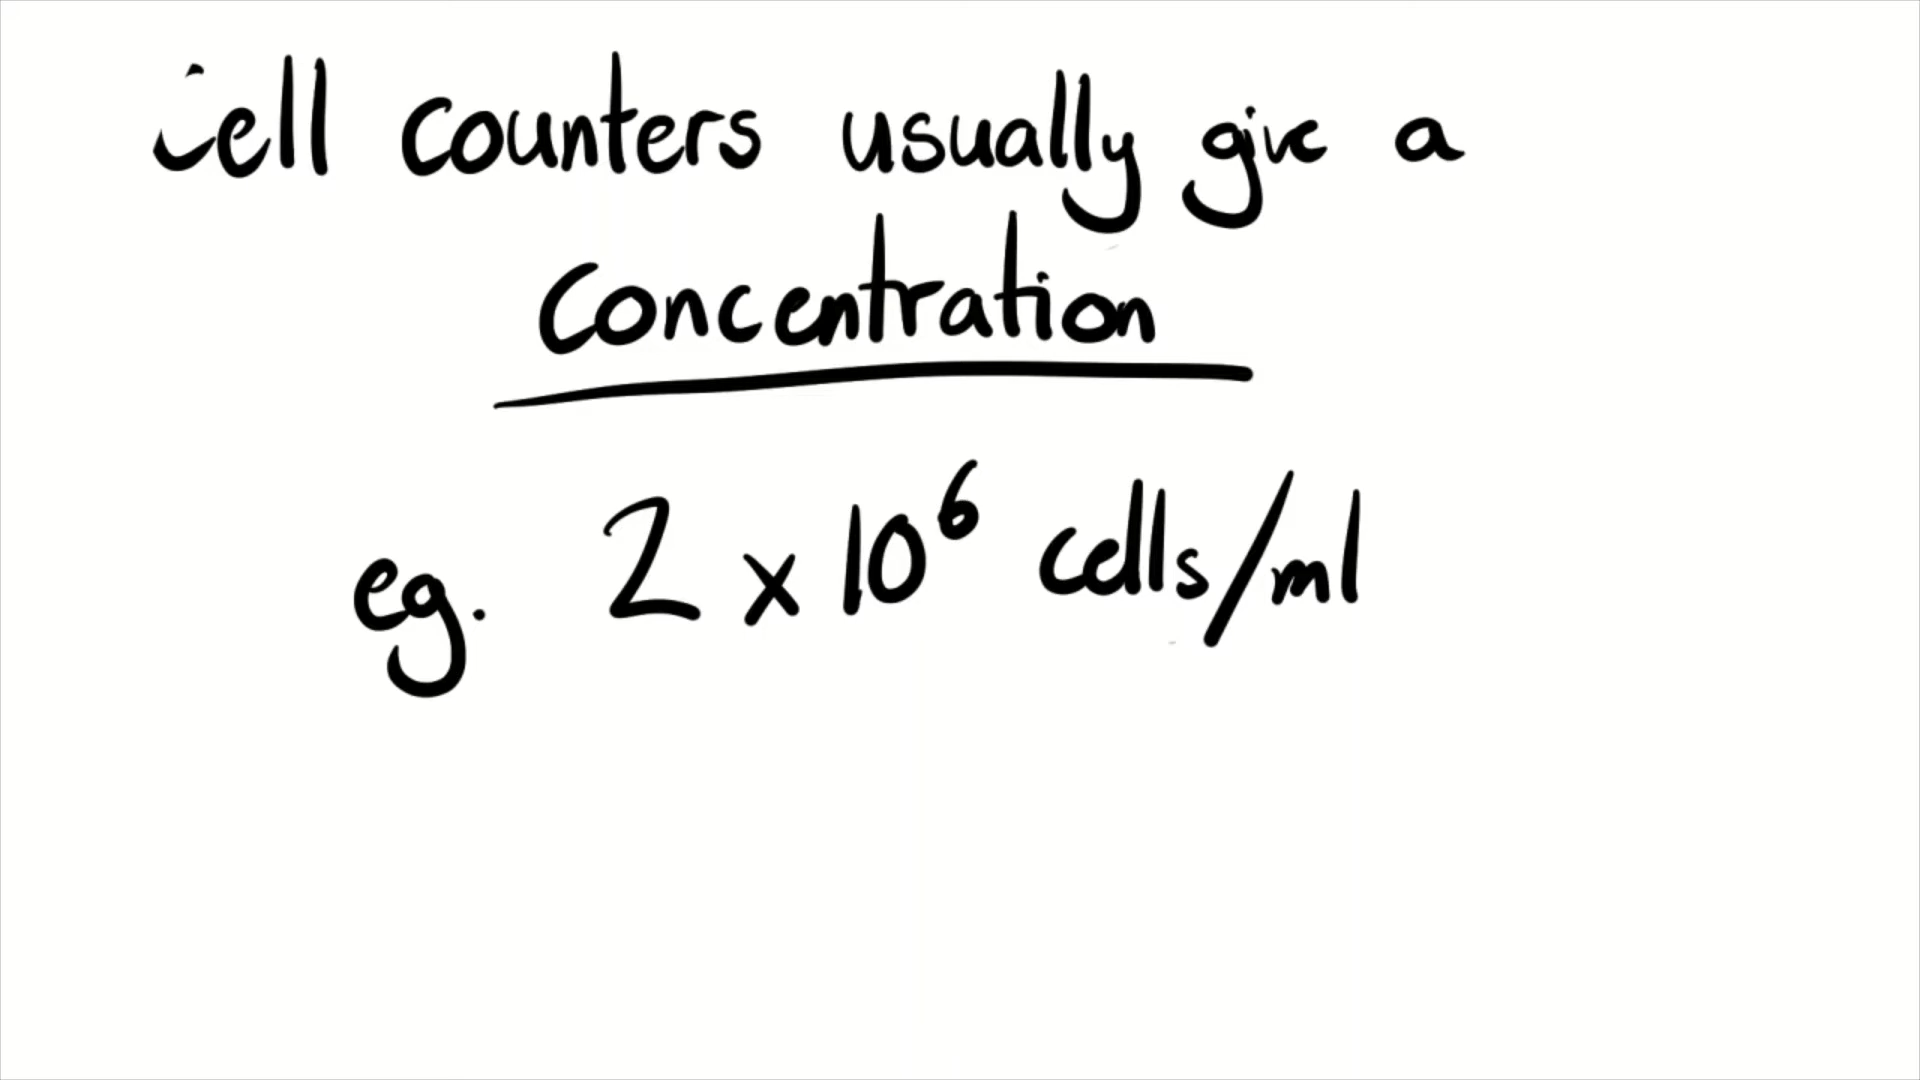 Cell counters usually give a
Concentration
eg. 2 x 10⁶ cells/ml